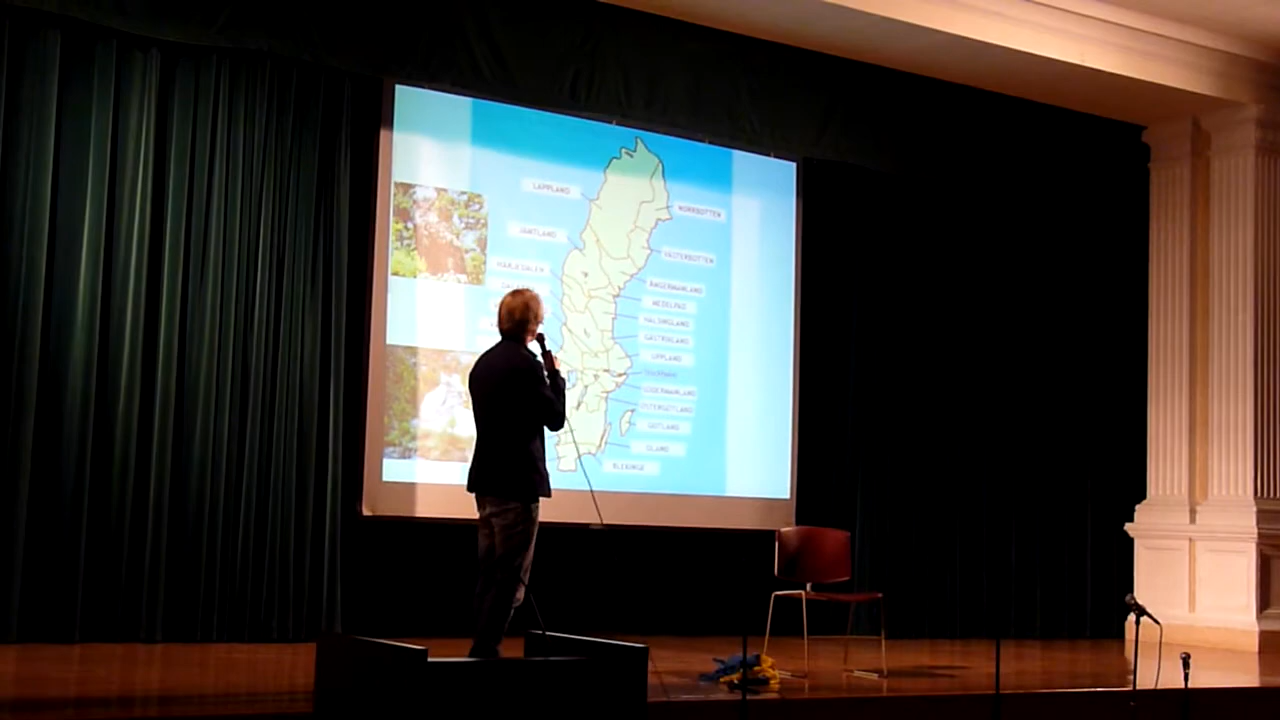 LAPPLAND
NORRBOTTEN
JÄMTLAND
VÄSTERBOTTEN
HÄRJEDALEN
ÅNGERMANLAND
MEDELPAD
HÄLSINGLAND
GÄSTRIKLAND
UPPLAND
SÖDERMANLAND
ÖSTERGÖTLAND
GOTLAND
ÖLAND
BLEKINGE